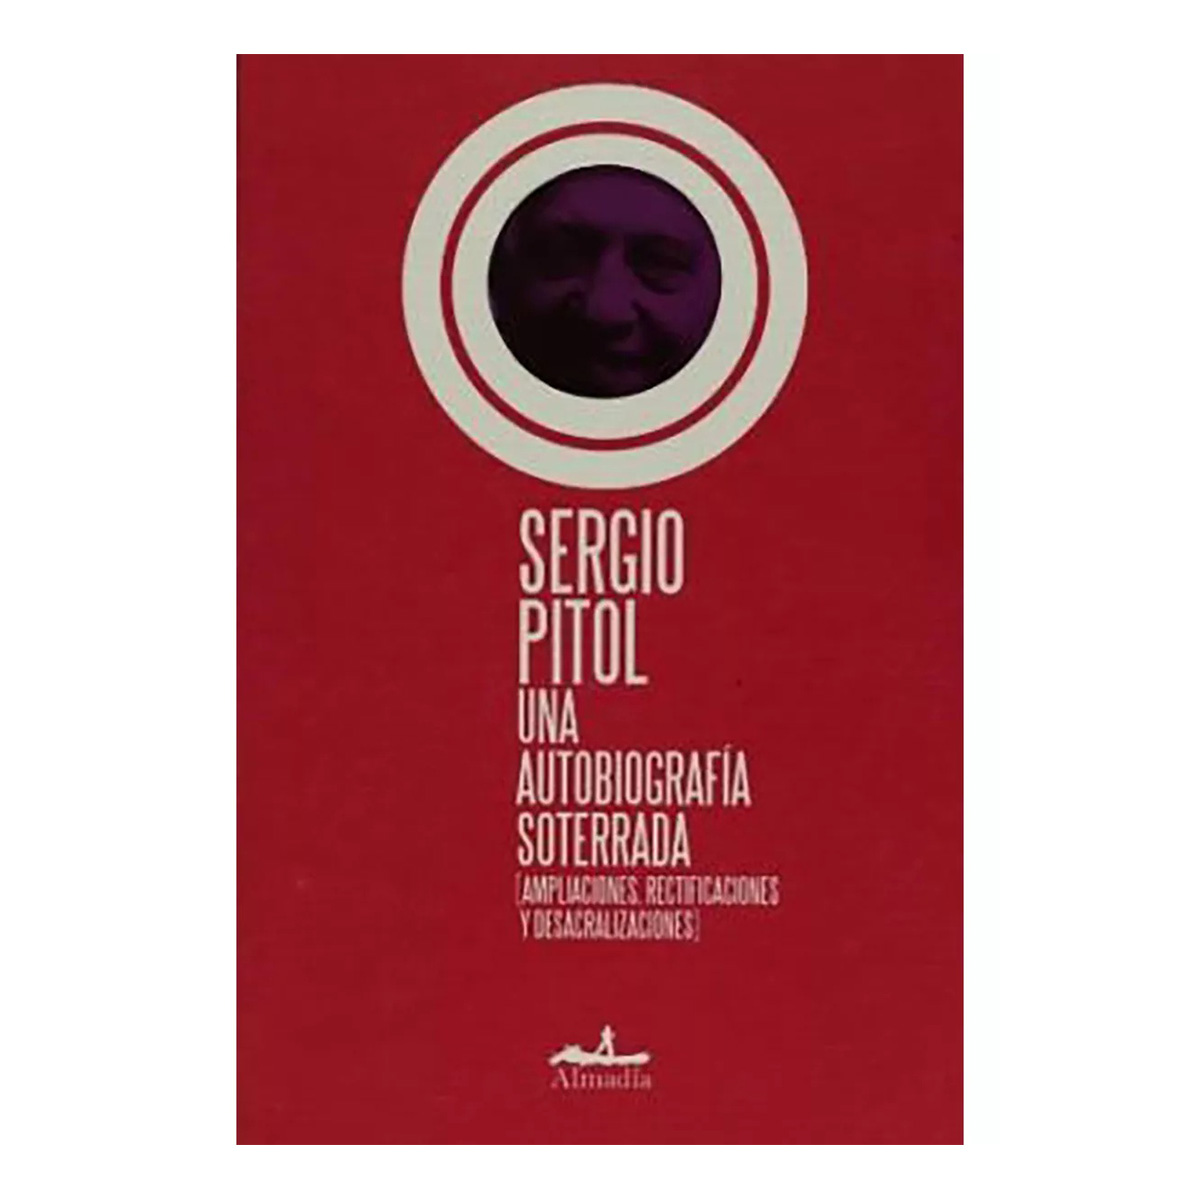 SERGIO
PITOL
UNA
AUTOBIOGRAFÍA
SOTERRADA
[AMPLIACIONES, RECTIFICACIONES
Y DESACRALIZACIONES]
Almadía